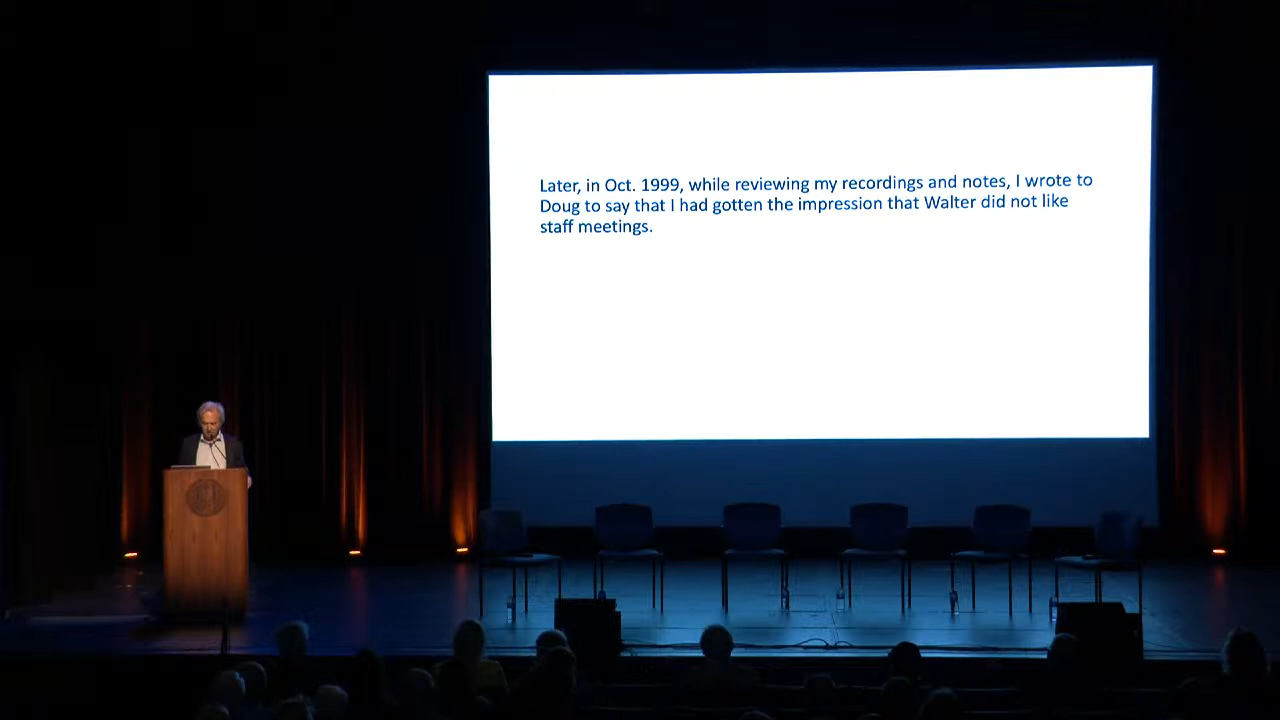 Later, in Oct. 1999, while reviewing my recordings and notes, I wrote to
Doug to say that I had gotten the impression that Walter did not like
staff meetings.